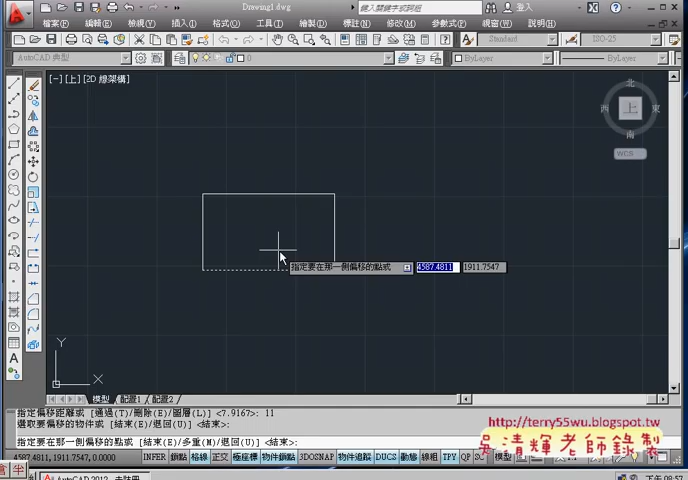 Drawing1.dwg
鍵入關鍵字或片語
登入
檔案(F) 編輯(E) 檢視(V) 插入(I) 格式(O) 工具(T) 繪製(D) 標註(N) 修改(M) 參數式(P) 視窗(W) 說明(H)
Standard
ISO-25
AutoCAD 典型
0
ByLayer
ByLayer
[−] [上] [2D 線架構]
北
西 上 東
南
WCS
指定要在那一側偏移的點或
4587.4811
1911.7547
Y
X
模型 配置1 配置2
指定偏移距離或 [通過(T)/刪除(E)/圖層(L)] <7.9167>: 11
選取要偏移的物件或 [結束(E)/退回(U)] <結束>:
指定要在那一側偏移的點或 [結束(E)/多重(M)/退回(U)] <結束>:
http://terry55wu.blogspot.tw
吳清輝老師錄製
4587.4811, 1911.7547, 0.0000
INFER 鎖點 格線 正交 極座標 物件鎖點 3DOSNAP 物件追蹤 DUCS 動態 線粗 TPY QP SC
模型
半
下午 08:57